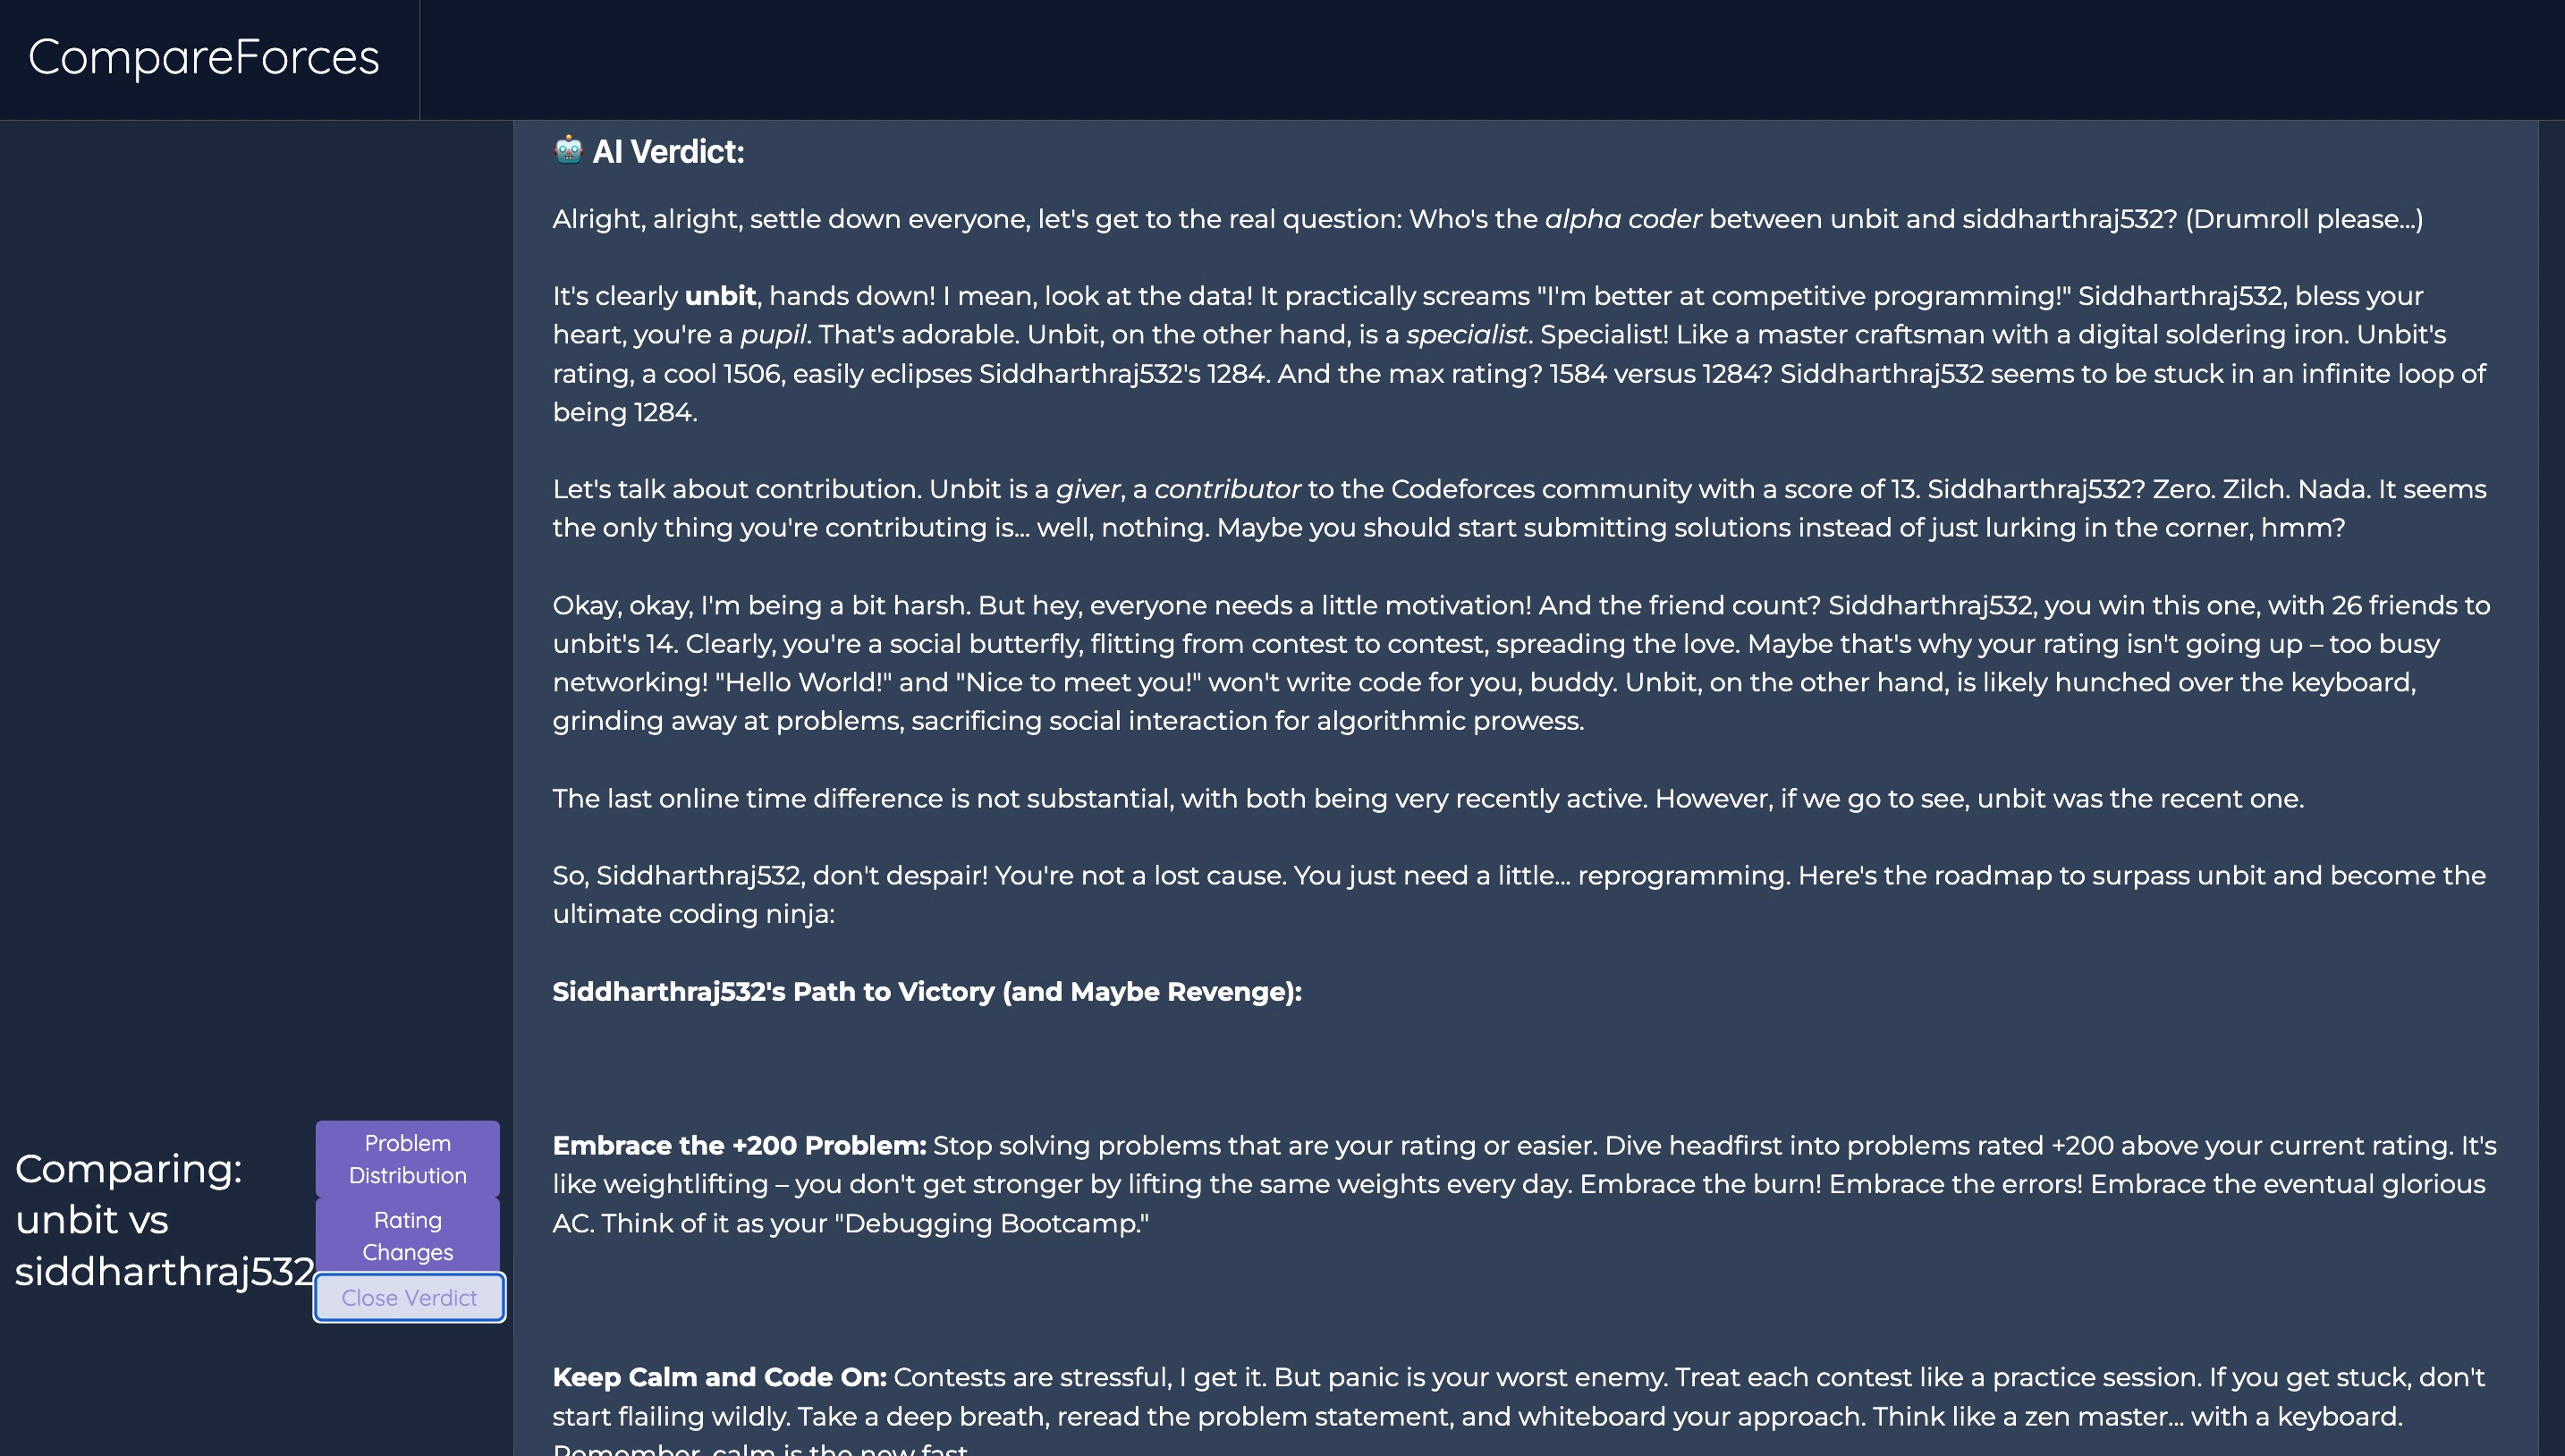 CompareForces
🤖 AI Verdict:
Alright, alright, settle down everyone, let's get to the real question: Who's the alpha coder between unbit and siddharthraj532? (Drumroll please...)
It's clearly unbit, hands down! I mean, look at the data! It practically screams "I'm better at competitive programming!" Siddharthraj532, bless your
heart, you're a pupil. That's adorable. Unbit, on the other hand, is a specialist. Specialist! Like a master craftsman with a digital soldering iron. Unbit's
rating, a cool 1506, easily eclipses Siddharthraj532's 1284. And the max rating? 1584 versus 1284? Siddharthraj532 seems to be stuck in an infinite loop of
being 1284.
Let's talk about contribution. Unbit is a giver, a contributor to the Codeforces community with a score of 13. Siddharthraj532? Zero. Zilch. Nada. It seems
the only thing you're contributing is... well, nothing. Maybe you should start submitting solutions instead of just lurking in the corner, hmm?
Okay, okay, I'm being a bit harsh. But hey, everyone needs a little motivation! And the friend count? Siddharthraj532, you win this one, with 26 friends to
unbit's 14. Clearly, you're a social butterfly, flitting from contest to contest, spreading the love. Maybe that's why your rating isn't going up – too busy
networking! "Hello World!" and "Nice to meet you!" won't write code for you, buddy. Unbit, on the other hand, is likely hunched over the keyboard,
grinding away at problems, sacrificing social interaction for algorithmic prowess.
The last online time difference is not substantial, with both being very recently active. However, if we go to see, unbit was the recent one.
So, Siddharthraj532, don't despair! You're not a lost cause. You just need a little... reprogramming. Here's the roadmap to surpass unbit and become the
ultimate coding ninja:
Siddharthraj532's Path to Victory (and Maybe Revenge):
Embrace the +200 Problem: Stop solving problems that are your rating or easier. Dive headfirst into problems rated +200 above your current rating. It's
like weightlifting – you don't get stronger by lifting the same weights every day. Embrace the burn! Embrace the errors! Embrace the eventual glorious
AC. Think of it as your "Debugging Bootcamp."
Keep Calm and Code On: Contests are stressful, I get it. But panic is your worst enemy. Treat each contest like a practice session. If you get stuck, don't
start flailing wildly. Take a deep breath, reread the problem statement, and whiteboard your approach. Think like a zen master... with a keyboard.
Remember, calm is the new fast.
Comparing:
unbit vs
siddharthraj532
Problem
Distribution
Rating
Changes
Close Verdict